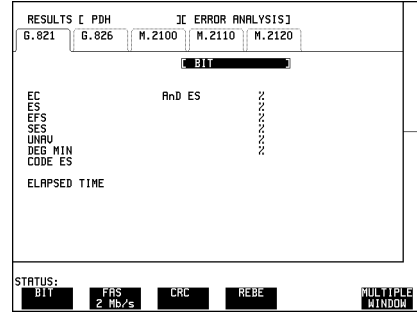 RESULTS [ PDH ][ ERROR ANALYSIS]
G.821 G.826 M.2100 M.2110 M.2120
[ BIT ]
EC AnD ES %
ES %
EFS %
SES %
UNAV %
DEG MIN %
CODE ES
ELAPSED TIME
STATUS:
BIT FAS CRC REBE MULTIPLE
2 Mb/s WINDOW